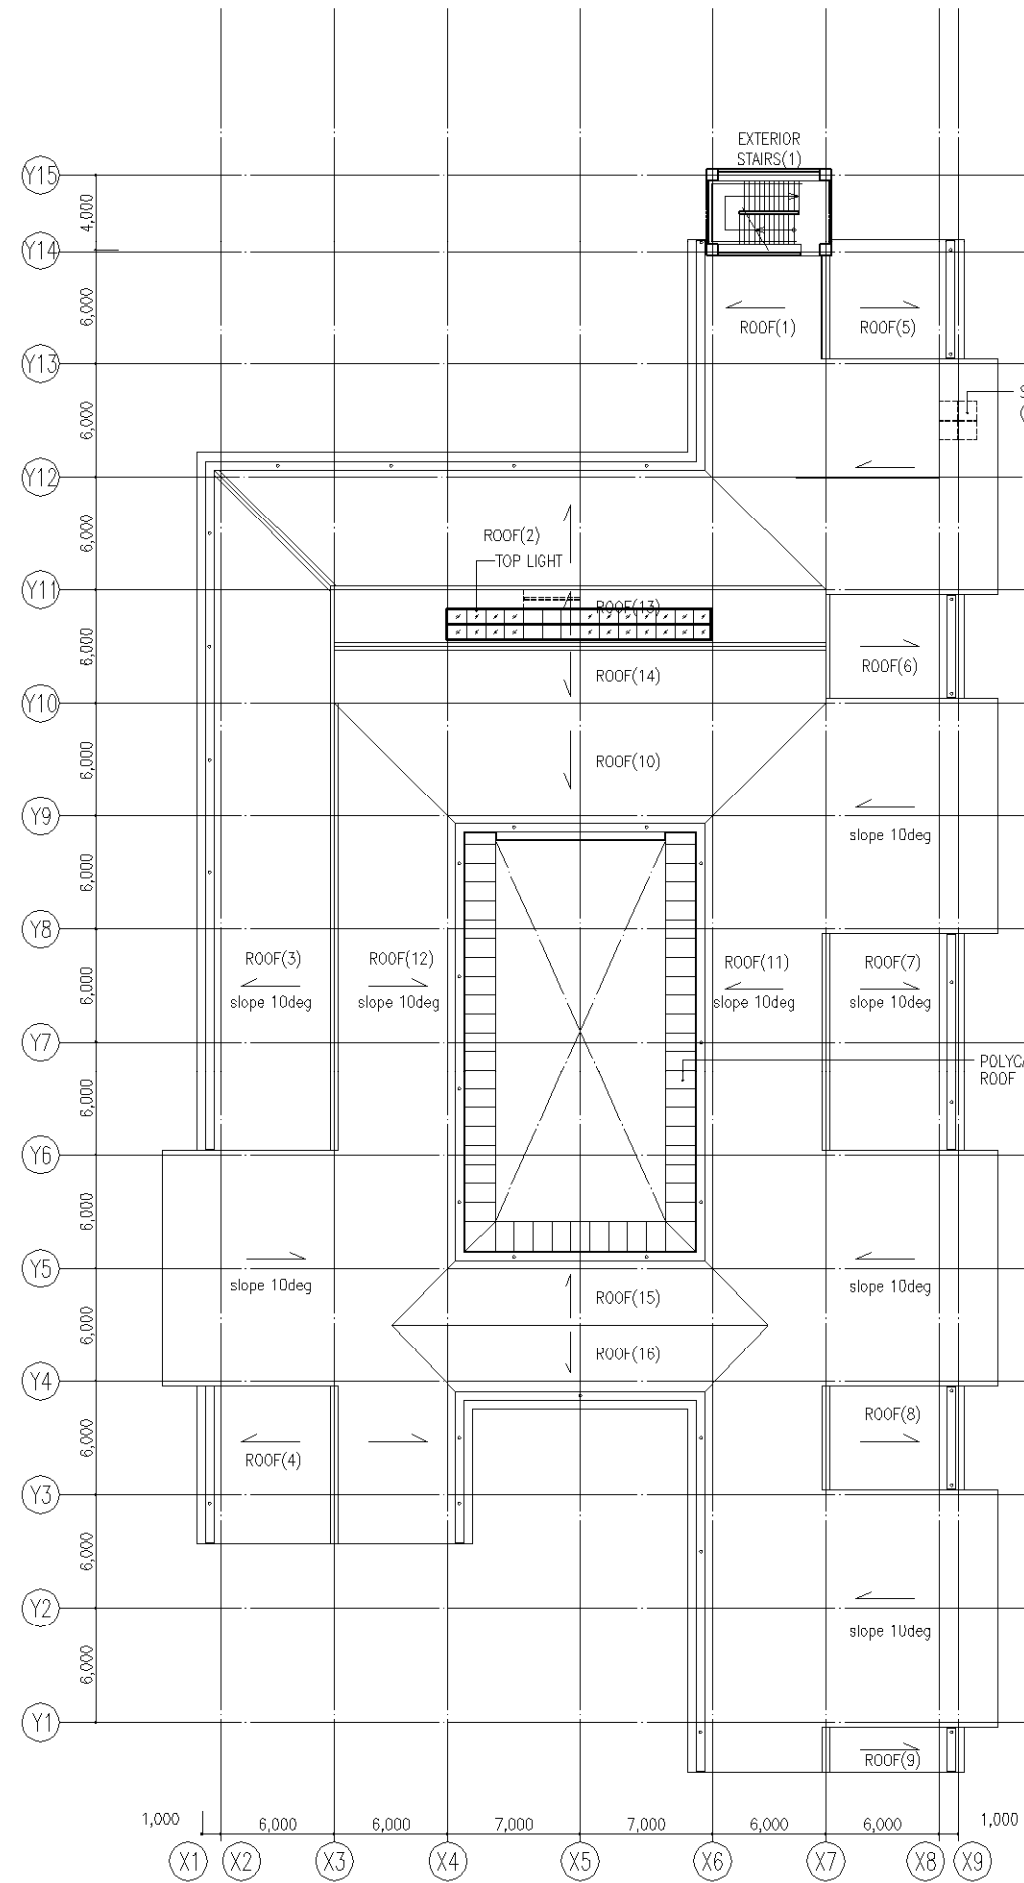 EXTERIOR
STAIRS(1)
Y15
4,000
Y14
6,000
ROOF(1)
ROOF(5)
Y13
6,000
Y12
6,000
ROOF(2)
TOP LIGHT
Y11
ROOF(13)
6,000
ROOF(6)
ROOF(14)
Y10
6,000
ROOF(10)
Y9
slope 10deg
6,000
Y8
ROOF(3)
ROOF(12)
ROOF(11)
ROOF(7)
6,000
slope 10deg
slope 10deg
slope 10deg
slope 10deg
Y7
POLYCA
ROOF
6,000
Y6
6,000
Y5
slope 10deg
slope 10deg
ROOF(15)
6,000
ROOF(16)
Y4
ROOF(8)
6,000
ROOF(4)
Y3
6,000
Y2
slope 10deg
6,000
Y1
ROOF(9)
1,000
6,000
6,000
7,000
7,000
6,000
6,000
1,000
X1
X2
X3
X4
X5
X6
X7
X8
X9